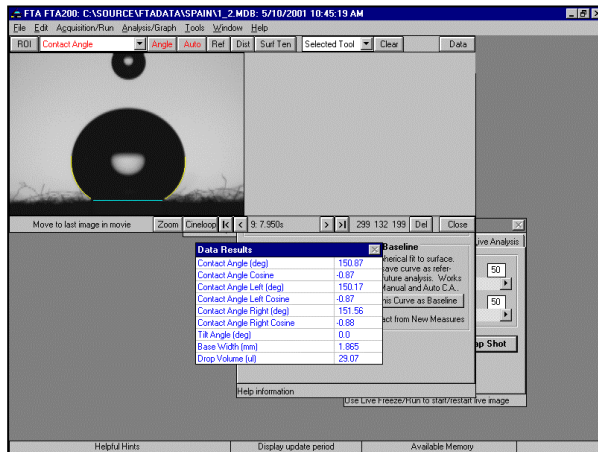 FTA FTA200: C:\SOURCE\FTADATA\SPAIN\1_2.MDB: 5/10/2001 10:45:19 AM
File Edit Acquisition/Run Analysis/Graph Tools Window Help
ROI Contact Angle Angle Auto Ref Dist Surf Ten Selected Tool Clear Data
Move to last image in movie Zoom Cineloop 9: 7.950s 299 132 199 Del Close
Live Analysis
Data Results
Contact Angle (deg) 150.87
Contact Angle Cosine -0.87
Contact Angle Left (deg) 150.17
Contact Angle Left Cosine -0.87
Contact Angle Right (deg) 151.56
Contact Angle Right Cosine -0.88
Tilt Angle (deg) 0.0
Base Width (mm) 1.865
Drop Volume (ul) 29.07
Baseline
pherical fit to surface.
save curve as refer-
future analysis. Works
Manual and Auto C.A..
his Curve as Baseline
act from New Measures
50
50
ap Shot
Help information
Use Live Freeze/Run to start/restart live image
Helpful Hints Display update period Available Memory